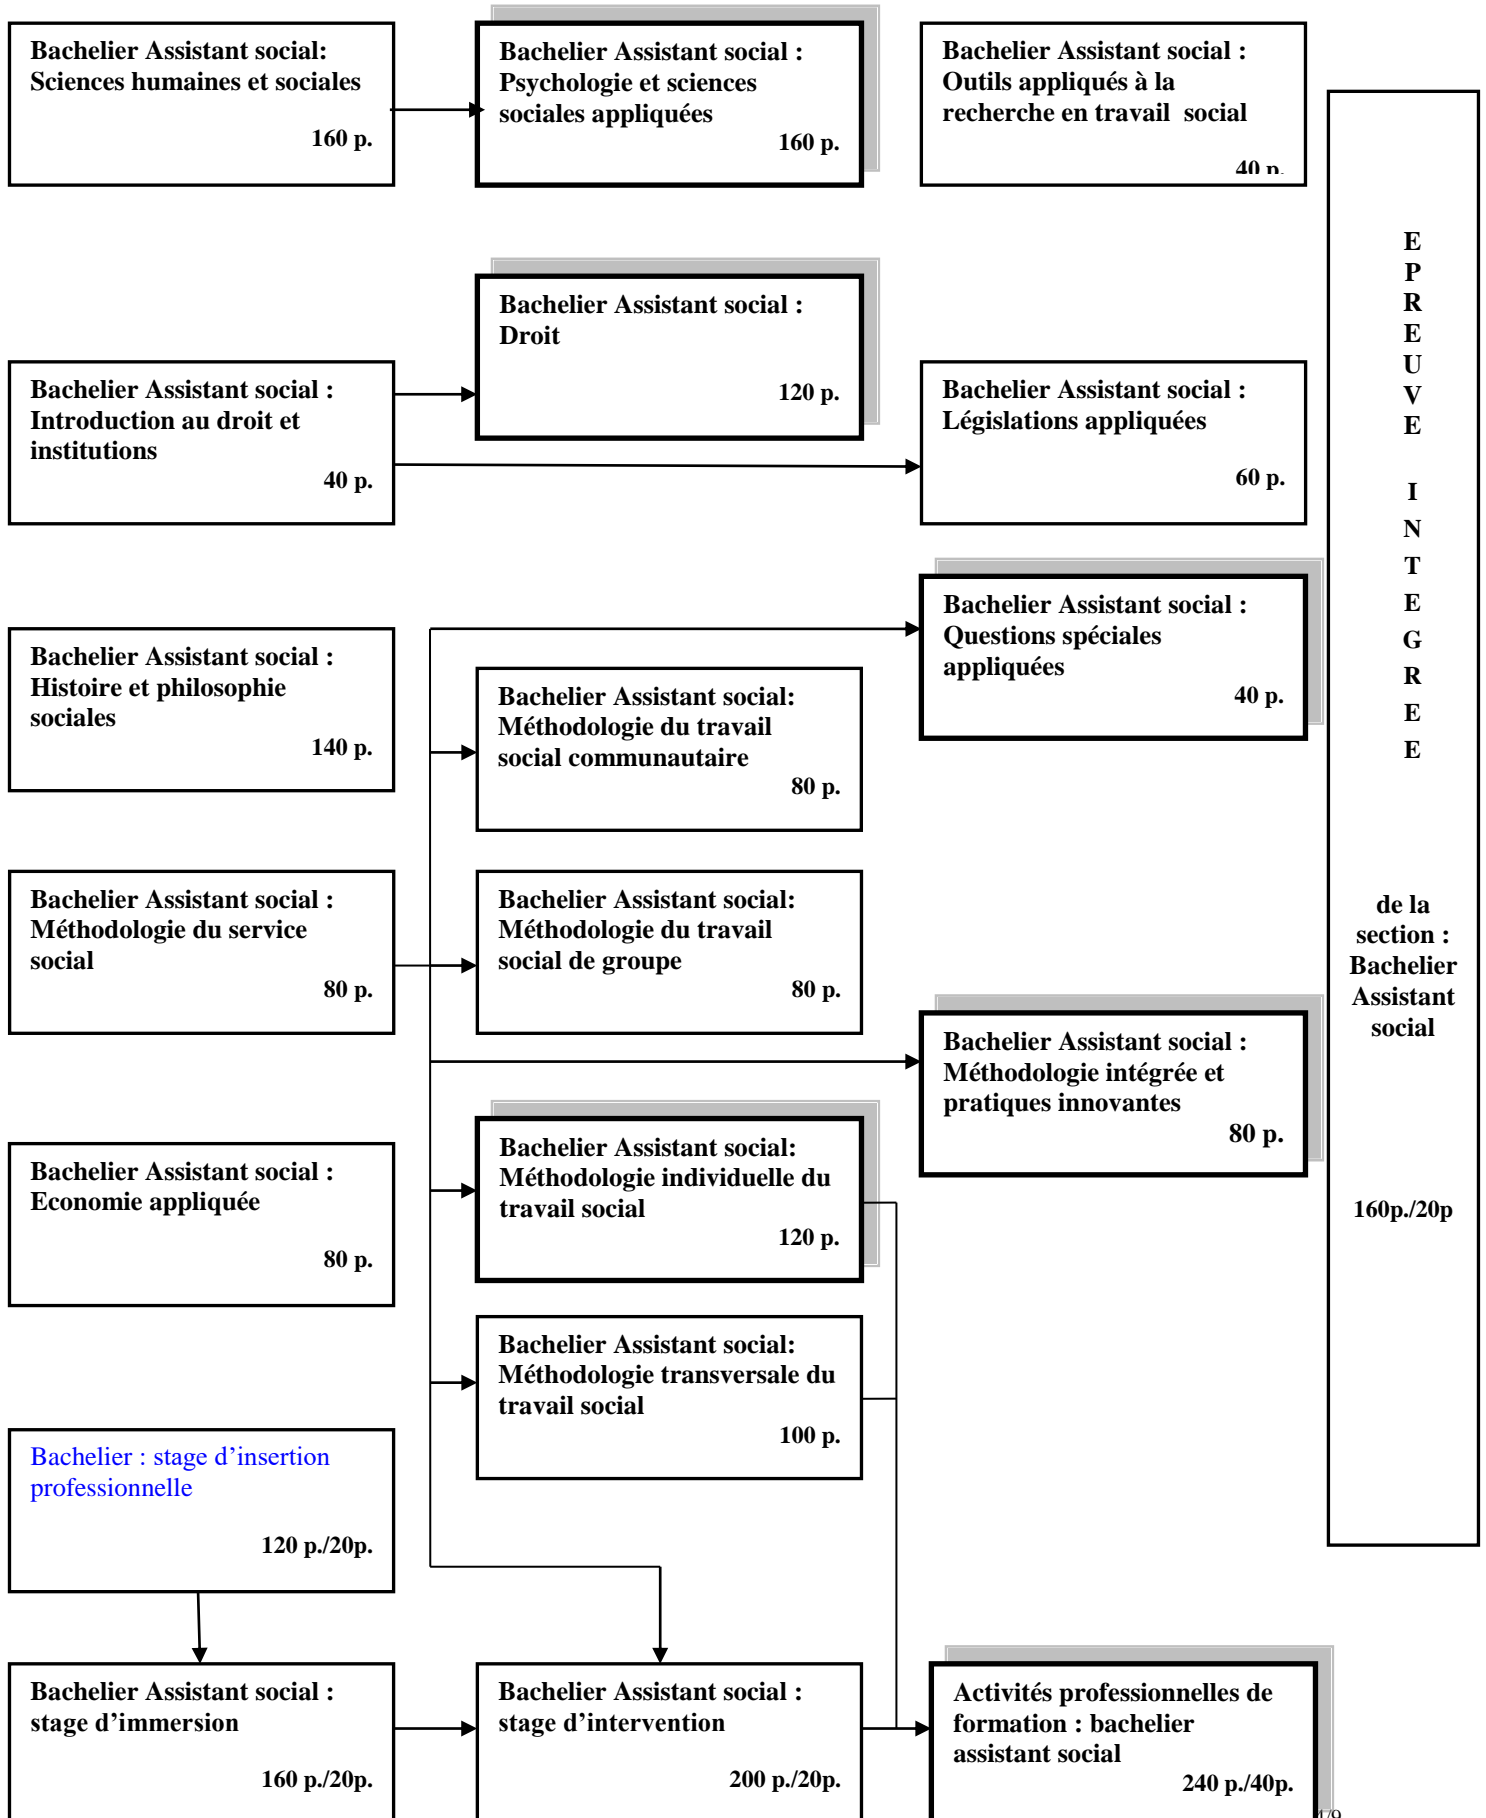 Bachelier Assistant social:
Sciences humaines et sociales
160 p.
Bachelier Assistant social :
Psychologie et sciences
sociales appliquées
160 p.
Bachelier Assistant social :
Outils appliqués à la
recherche en travail social
40 p.
Bachelier Assistant social :
Droit
120 p.
Bachelier Assistant social :
Introduction au droit et
institutions
40 p.
Bachelier Assistant social :
Législations appliquées
60 p.
Bachelier Assistant social :
Histoire et philosophie
sociales
140 p.
Bachelier Assistant social:
Méthodologie du travail
social communautaire
80 p.
Bachelier Assistant social :
Questions spéciales
appliquées
40 p.
Bachelier Assistant social :
Méthodologie du service
social
80 p.
Bachelier Assistant social:
Méthodologie du travail
social de groupe
80 p.
Bachelier Assistant social :
Méthodologie intégrée et
pratiques innovantes
80 p.
Bachelier Assistant social :
Economie appliquée
80 p.
Bachelier Assistant social:
Méthodologie individuelle du
travail social
120 p.
Bachelier Assistant social:
Méthodologie transversale du
travail social
100 p.
Bachelier : stage d’insertion
professionnelle
120 p./20p.
Bachelier Assistant social :
stage d’immersion
160 p./20p.
Bachelier Assistant social :
stage d’intervention
200 p./20p.
Activités professionnelles de
formation : bachelier
assistant social
240 p./40p.
E
P
R
E
U
V
E
I
N
T
E
G
R
E
E
de la
section :
Bachelier
Assistant
social
160p./20p
4/9